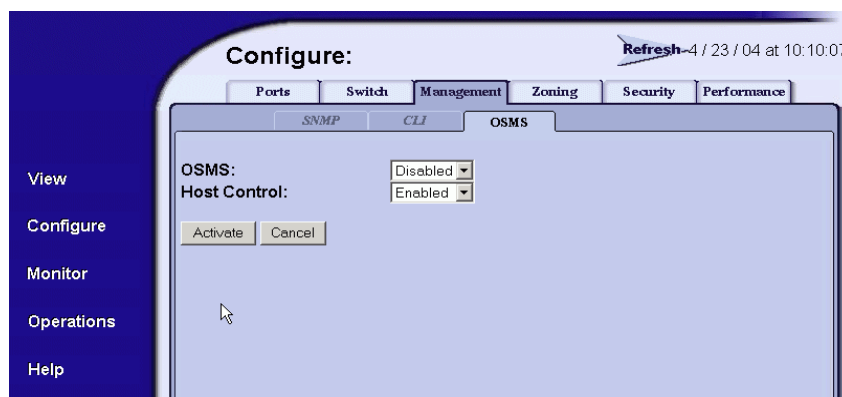 Configure:
Refresh-4 / 23 / 04 at 10:10:07
Ports Switch Management Zoning Security Performance
SNMP CLI OSMS
View
Configure
Monitor
Operations
Help
OSMS: Disabled
Host Control: Enabled
Activate Cancel